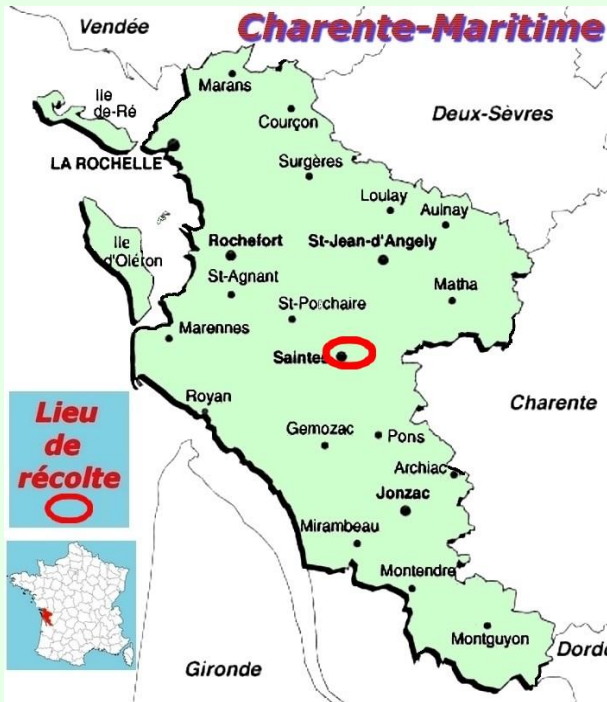 Charente-Maritime
Vendée
Marans
Ile
de-Ré
Courçon
Deux-Sèvres
LA ROCHELLE
Surgères
Loulay
Aulnay
Ile
d'Oléron
Rochefort
St-Jean-d'Angely
St-Agnant
Matha
St-Porchaire
Marennes
Saintes
Royan
Charente
Lieu
de
récolte
Gemozac
Pons
Archiac
Jonzac
Mirambeau
Montendre
Montguyon
Dord
Gironde